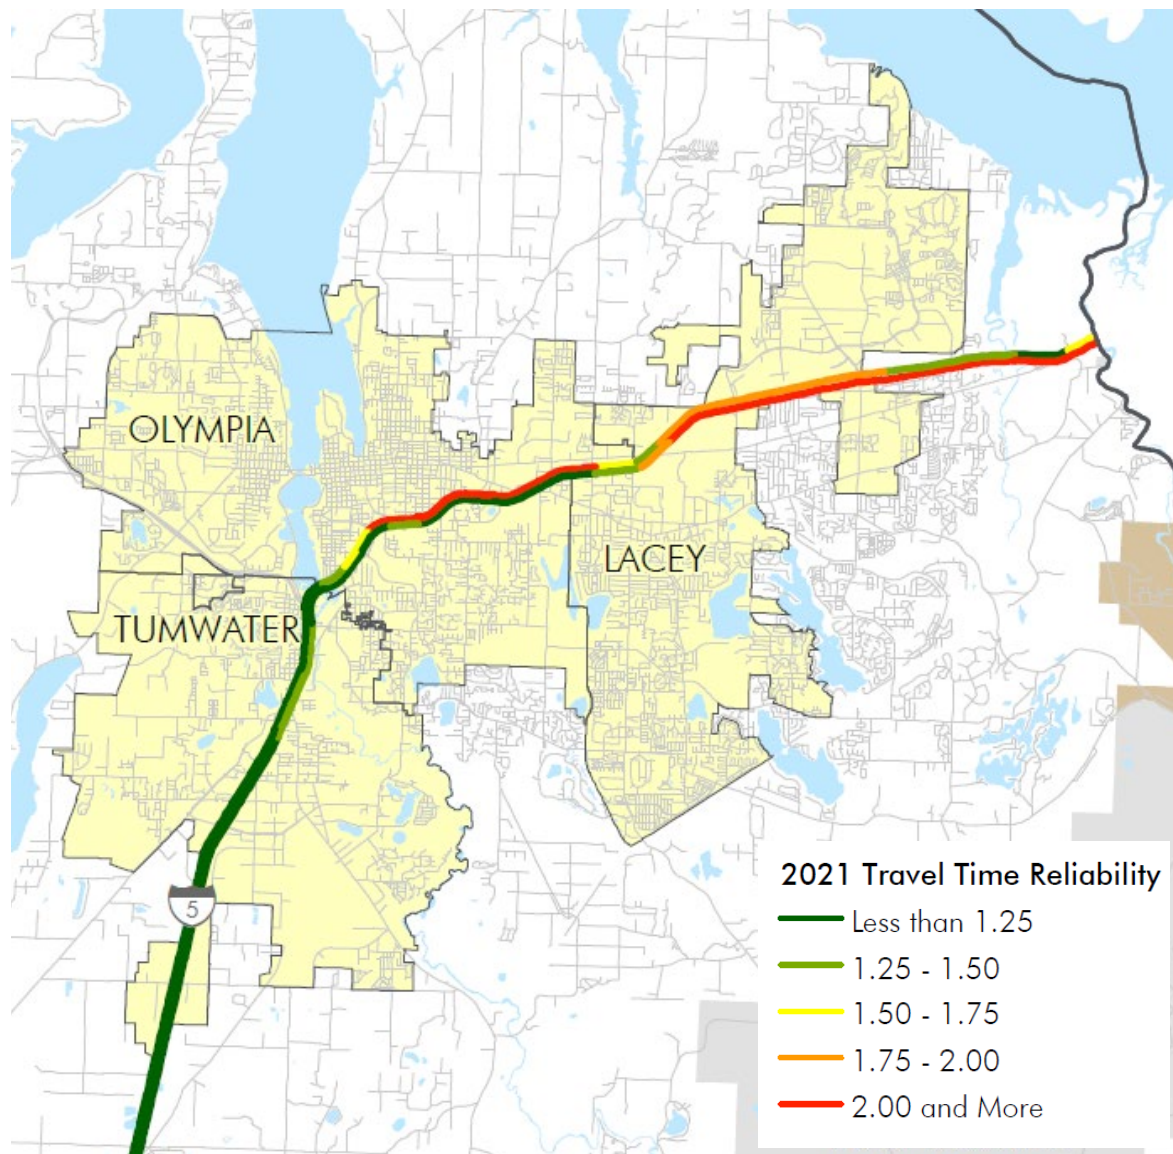 OLYMPIA
LACEY
TUMWATER
5
2021 Travel Time Reliability
Less than 1.25
1.25 - 1.50
1.50 - 1.75
1.75 - 2.00
2.00 and More